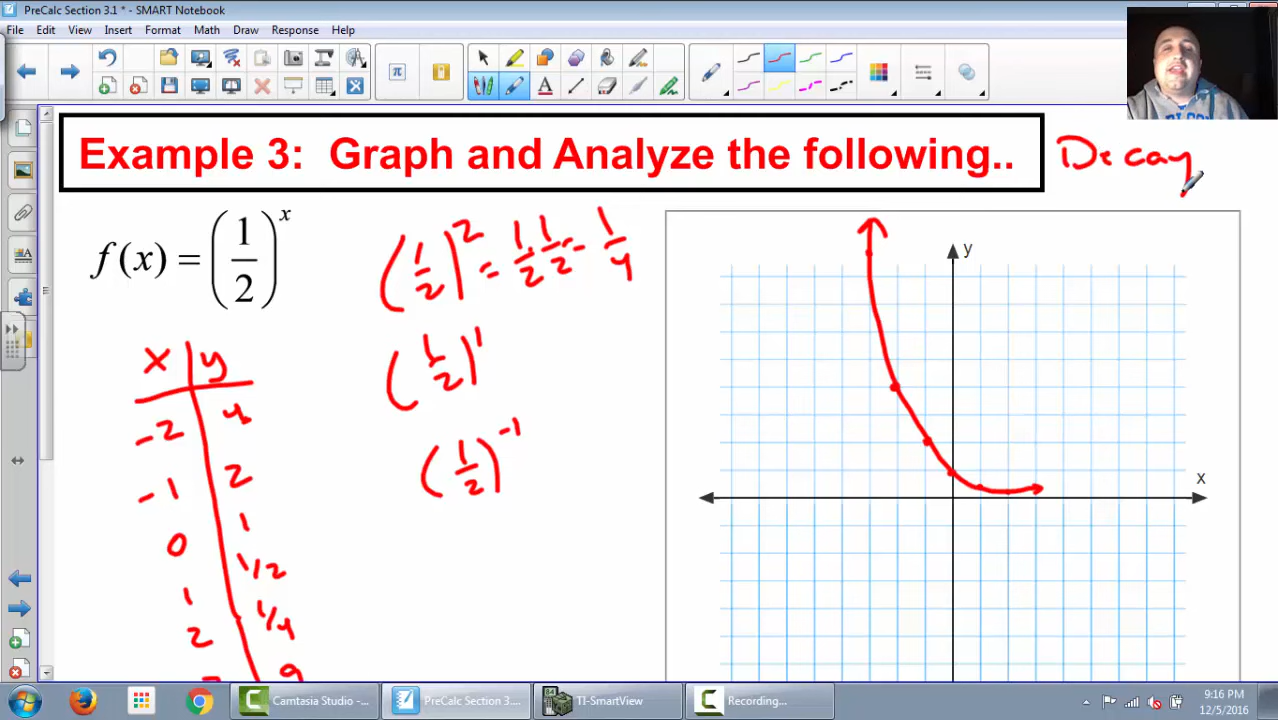 PreCalc Section 3.1 * - SMART Notebook
File Edit View Insert Format Math Draw Response Help
Example 3: Graph and Analyze the following..
Decay
f(x) = (1/2)^x
(1/2)^2 = 1/2 · 1/2 = 1/4
(1/2)^1
(1/2)^-1
x | y
-2 | 4
-1 | 2
0 | 1
1 | 1/2
2 | 1/4
y
x
Camtasia Studio -...
PreCalc Section 3....
TI-SmartView
Recording...
9:16 PM
12/5/2016